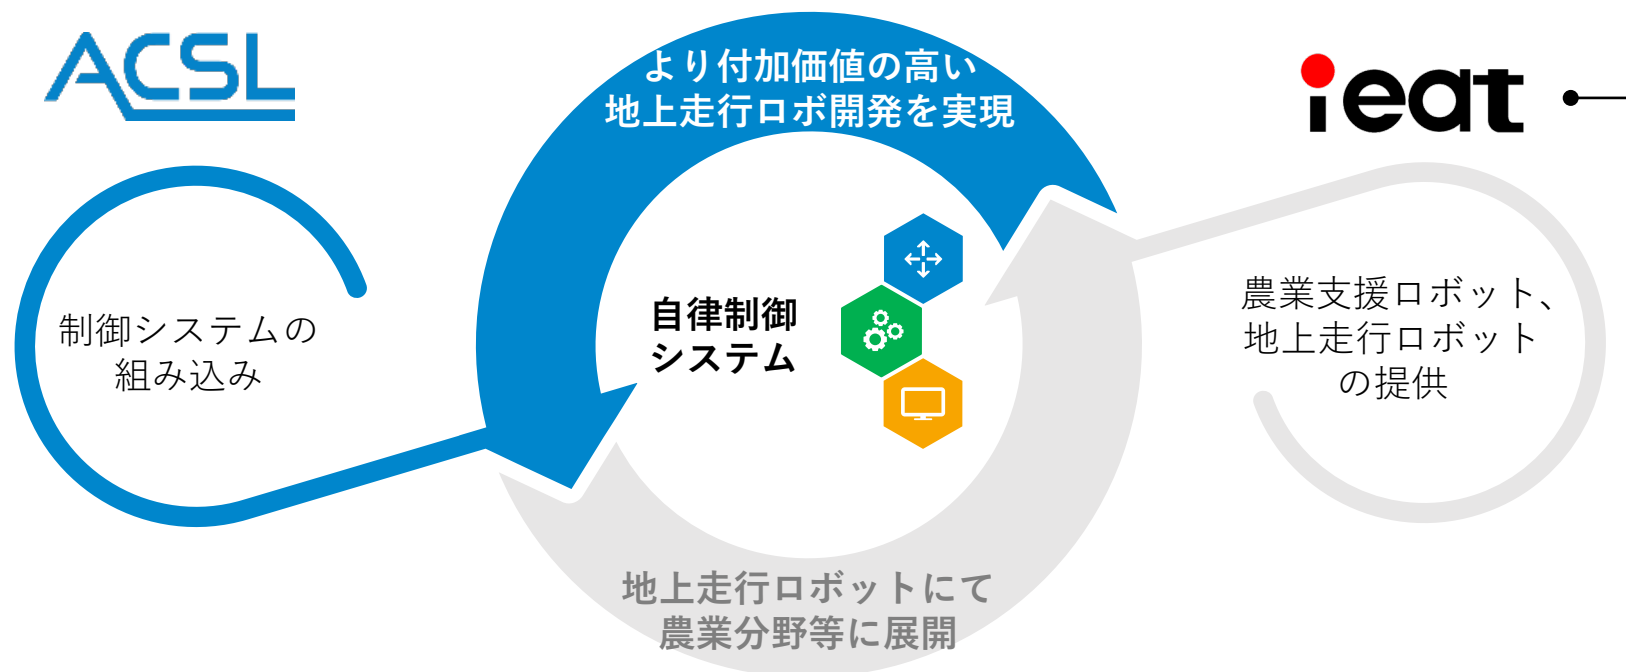 ACSL
より付加価値の高い
地上走行ロボ開発を実現
ieat
制御システムの
組み込み
自律制御
システム
農業支援ロボット、
地上走行ロボット
の提供
地上走行ロボットにて
農業分野等に展開